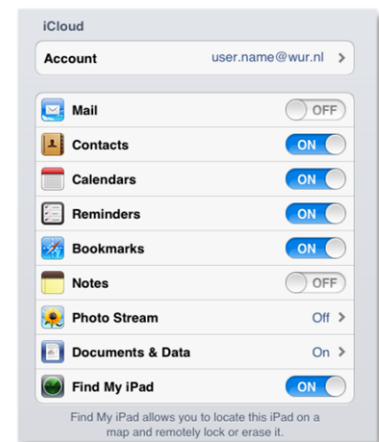 iCloud
Account user.name@wur.nl
Mail OFF
Contacts ON
Calendars ON
Reminders ON
Bookmarks ON
Notes OFF
Photo Stream Off
Documents & Data On
Find My iPad ON
Find My iPad allows you to locate this iPad on a
map and remotely lock or erase it.